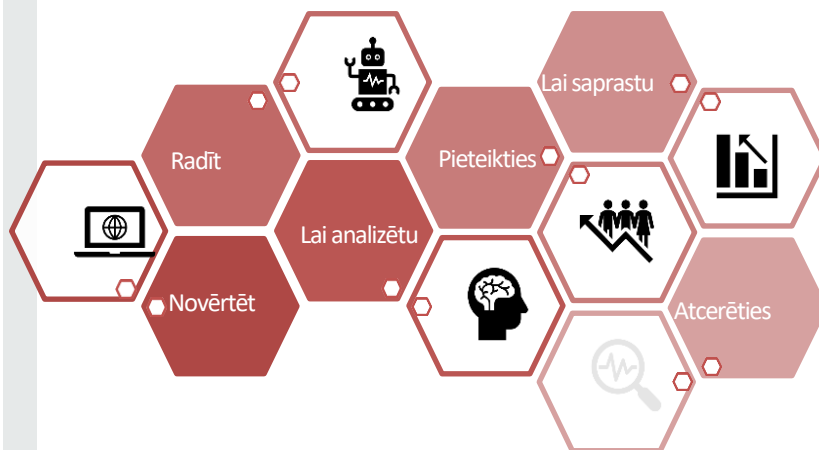 Lai saprastu
Radīt
Pieteikties
Lai analizētu
Novērtēt
Atcerēties